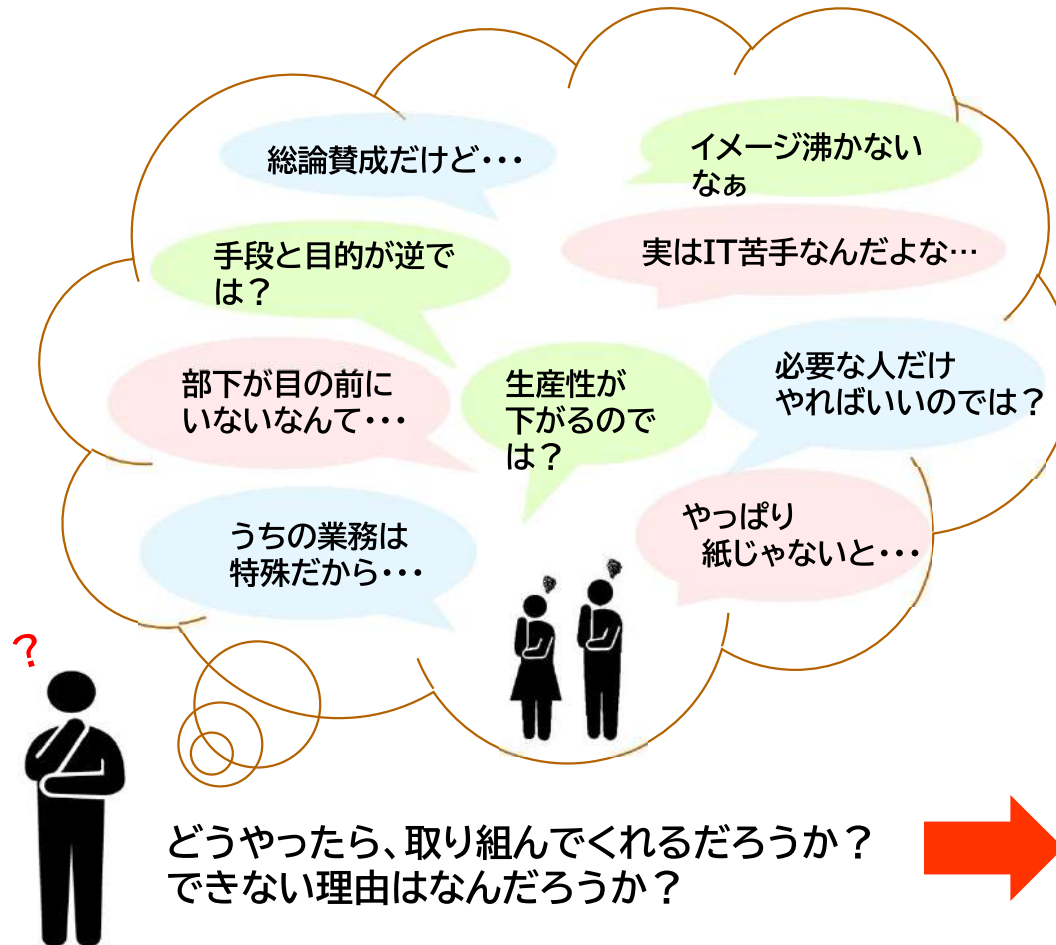 総論賛成だけど・・・
イメージ沸かない
なぁ
手段と目的が逆で
は？
実はIT苦手なんだよな…
部下が目の前に
いないなんて・・・
生産性が
下がるのでは
は？
必要な人だけ
やればいいのでは？
うちの業務は
特殊だから・・・
やっぱり
紙じゃないと・・・
?
どうやったら、取り組んでくれるだろうか？
できない理由はなんだろうか？